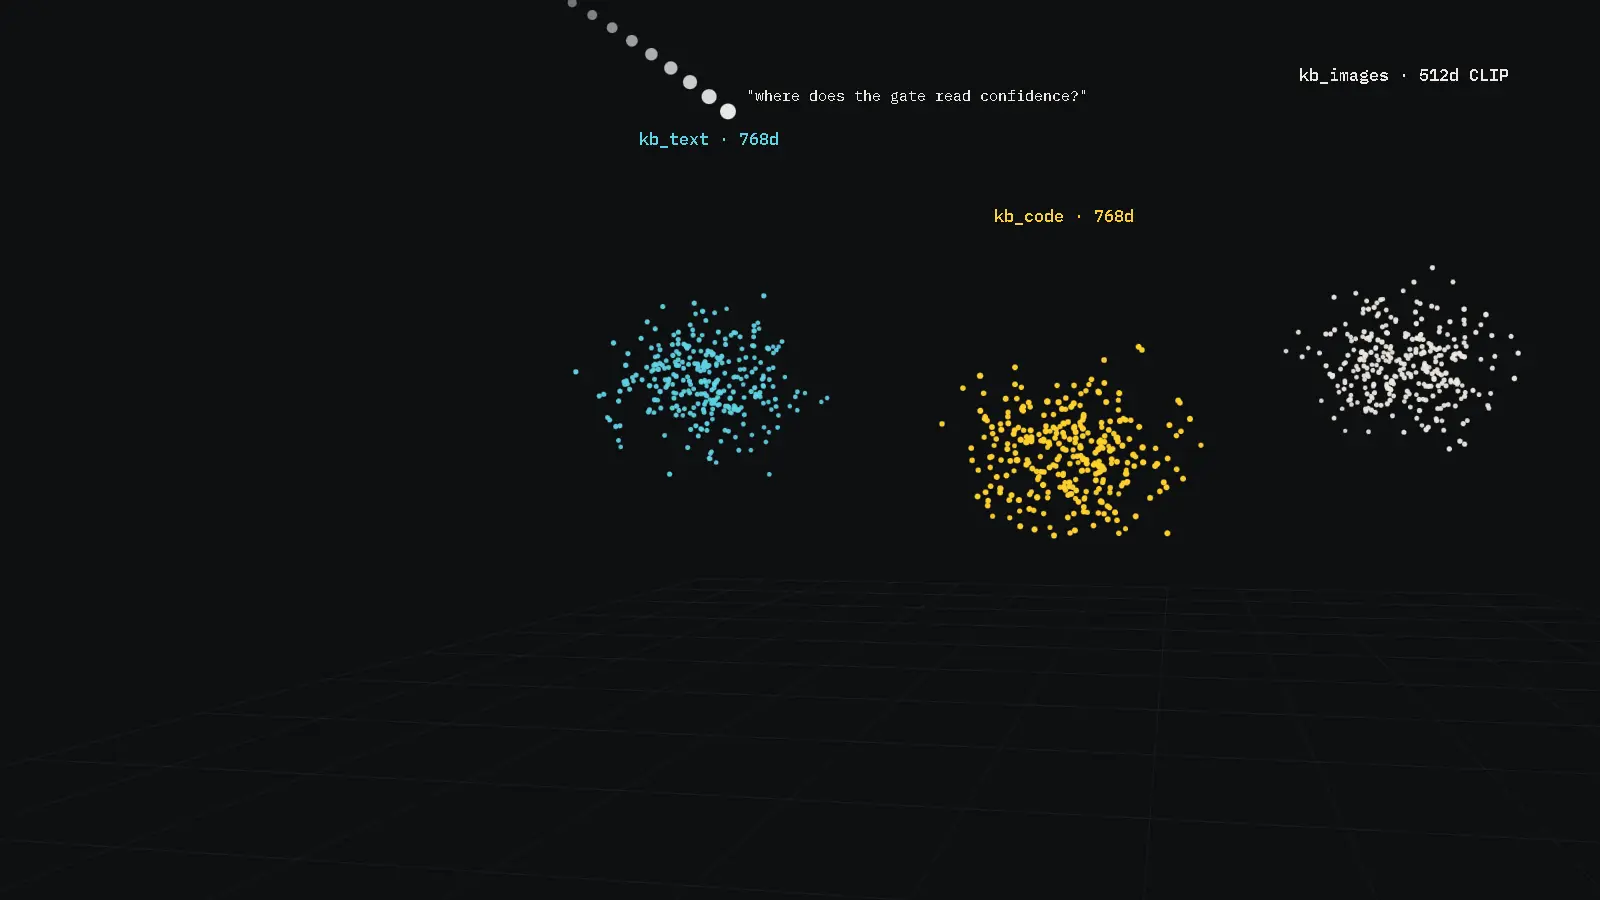 kb_images · 512d CLIP
"where does the gate read confidence?"
kb_text · 768d
kb_code · 768d